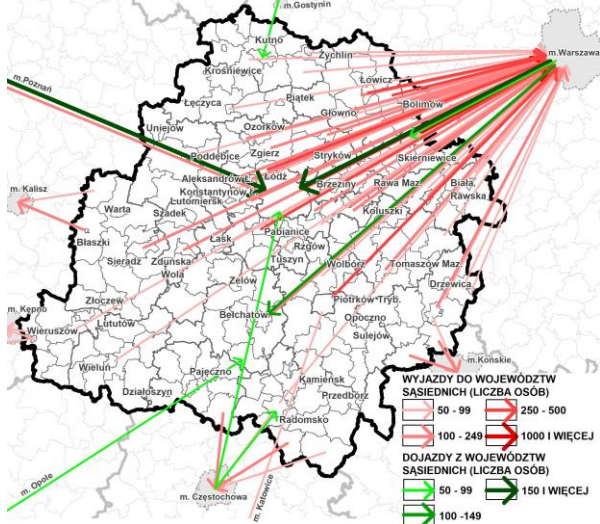 m.Gostynin
Kutno
Żychlin
m.Warszawa
Krośniewice
Łowicz
m.Poznań
Łęczyca
Piątek
Bolimów
Głowno
Uniejów
Ozorków
Poddębice
Zgierz
Stryków
Skierniewice
Aleksandrów Ł.
Łódź
Brzeziny
Rawa Maz.
Biała
Rawska
m. Kalisz
Konstantynów Ł.
Lutomiersk
Warta
Szadek
Koluszki
Pabianice
Błaszki
Łask
Rzgów
Sieradz
Zduńska
Wola
Tuszyn
Wolbórz
Tomaszów Maz.
Zelów
Drzewica
m. Kępno
Złoczew
Piotrków Tryb.
Wieruszów
Lututów
Bełchatów
Opoczno
Sulejów
Wieluń
Pajęczno
m.Końskie
Kamieńsk
Działoszyn
Przedbórz
Radomsko
m. Opole
m. Częstochowa
m. Katowice
WYJAZDY DO WOJEWÓDZTW
SĄSIEDNICH (LICZBA OSÓB)
50 - 99
250 - 500
100 - 249
1000 I WIĘCEJ
DOJAZDY Z WOJEWÓDZTW
SĄSIEDNICH (LICZBA OSÓB)
50 - 99
150 I WIĘCEJ
100 -149